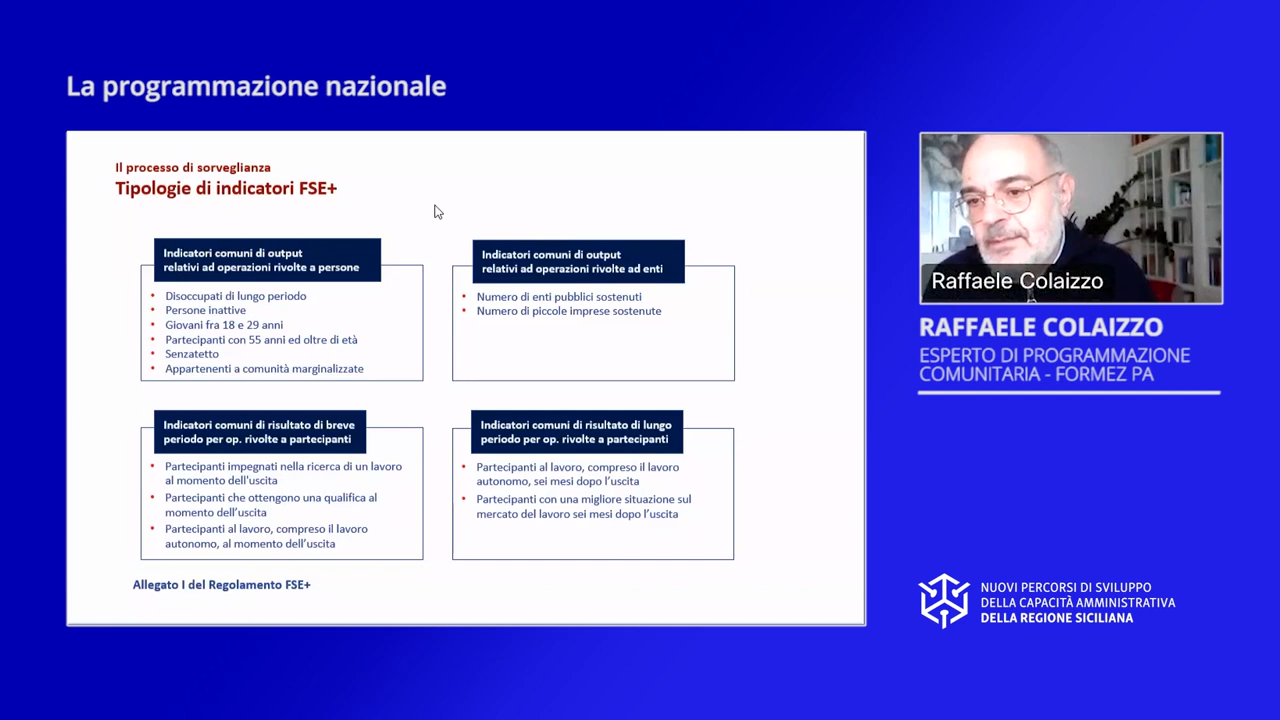 La programmazione nazionale
Il processo di sorveglianza
Tipologie di indicatori FSE+
Indicatori comuni di output
relativi ad operazioni rivolte a persone
• Disoccupati di lungo periodo
• Persone inattive
• Giovani fra 18 e 29 anni
• Partecipanti con 55 anni ed oltre di età
• Senzatetto
• Appartenenti a comunità marginalizzate
Indicatori comuni di output
relativi ad operazioni rivolte ad enti
• Numero di enti pubblici sostenuti
• Numero di piccole imprese sostenute
Indicatori comuni di risultato di breve
periodo per op. rivolte a partecipanti
• Partecipanti impegnati nella ricerca di un lavoro
al momento dell'uscita
• Partecipanti che ottengono una qualifica al
momento dell’uscita
• Partecipanti al lavoro, compreso il lavoro
autonomo, al momento dell’uscita
Indicatori comuni di risultato di lungo
periodo per op. rivolte a partecipanti
• Partecipanti al lavoro, compreso il lavoro
autonomo, sei mesi dopo l’uscita
• Partecipanti con una migliore situazione sul
mercato del lavoro sei mesi dopo l’uscita
Allegato I del Regolamento FSE+
Raffaele Colaizzo
RAFFAELE COLAIZZO
ESPERTO DI PROGRAMMAZIONE
COMUNITARIA - FORMEZ PA
NUOVI PERCORSI DI SVILUPPO
DELLA CAPACITÀ AMMINISTRATIVA
DELLA REGIONE SICILIANA